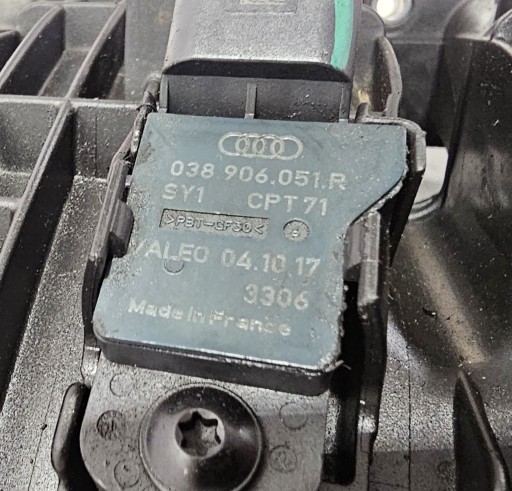 038 906.051.R
SY1 CPT71
>PBT-GF30<
VALEO 04.10.17
3306
Made In France